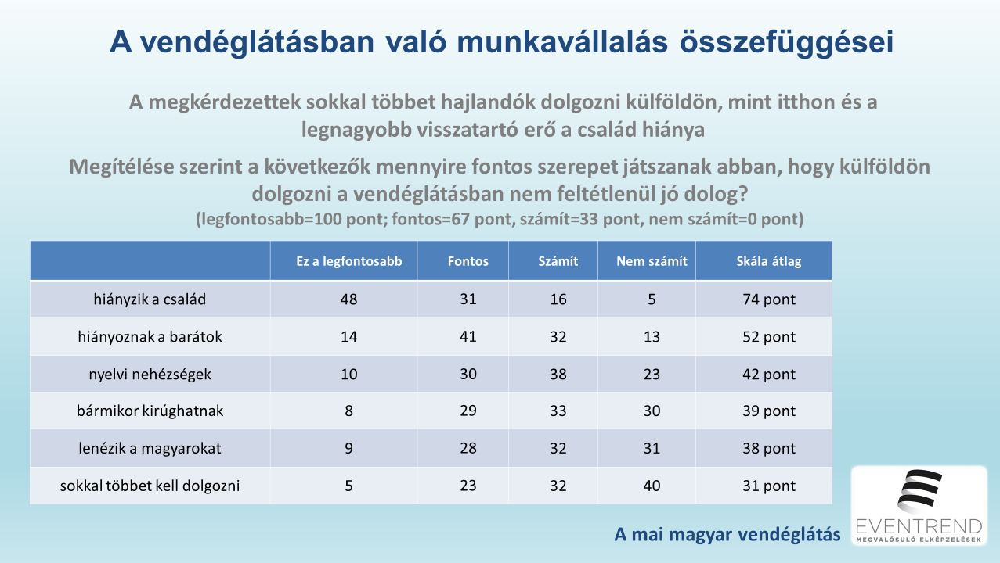 A vendéglátásban való munkavállalás összefüggései
A megkérdezettek sokkal többet hajlandók dolgozni külföldön, mint itthon és a
legnagyobb visszatartó erő a család hiánya
Megítélése szerint a következők mennyire fontos szerepet játszanak abban, hogy külföldön
dolgozni a vendéglátásban nem feltétlenül jó dolog?
(legfontosabb=100 pont; fontos=67 pont, számít=33 pont, nem számít=0 pont)
Ez a legfontosabb Fontos Számít Nem számít Skála átlag
hiányzik a család 48 31 16 5 74 pont
hiányoznak a barátok 14 41 32 13 52 pont
nyelvi nehézségek 10 30 38 23 42 pont
bármikor kirúghatnak 8 29 33 30 39 pont
lenézik a magyarokat 9 28 32 31 38 pont
sokkal többet kell dolgozni 5 23 32 40 31 pont
A mai magyar vendéglátás
EVENTREND
MEGVALÓSULÓ ELKÉPZELÉSEK